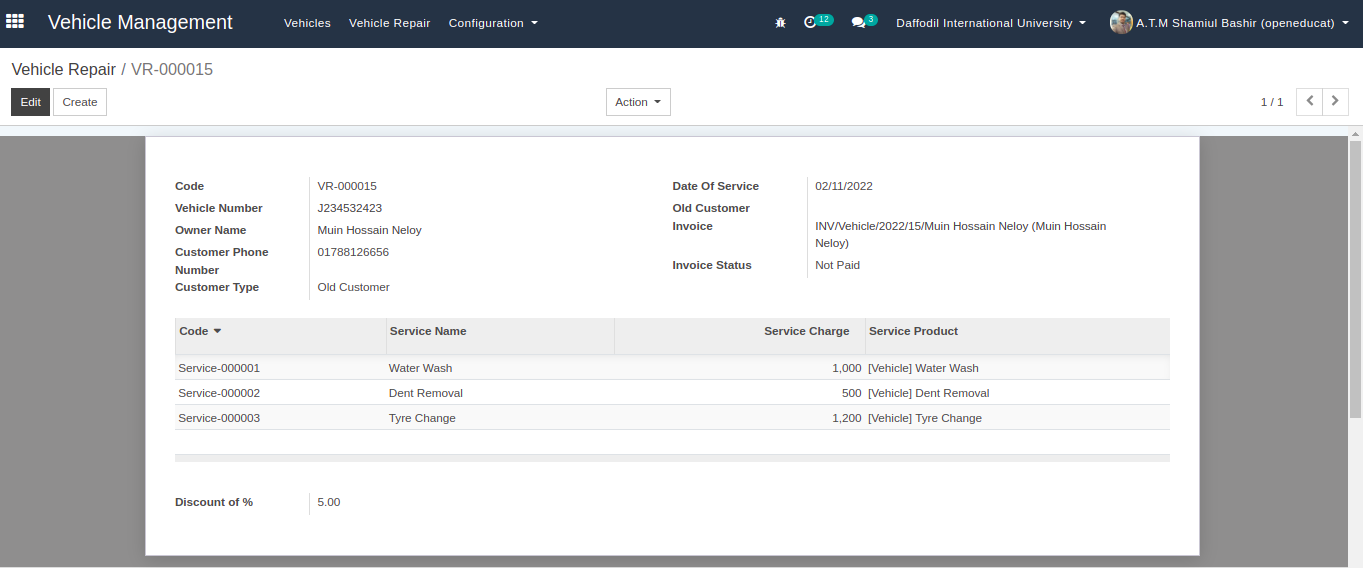 Vehicle Management Vehicles Vehicle Repair Configuration 12 3 Daffodil International University A.T.M Shamiul Bashir (openeducat)
Vehicle Repair / VR-000015
Edit Create Action 1 / 1
Code VR-000015
Vehicle Number J234532423
Owner Name Muin Hossain Neloy
Customer Phone 01788126656
Number
Customer Type Old Customer
Date Of Service 02/11/2022
Old Customer
Invoice INV/Vehicle/2022/15/Muin Hossain Neloy (Muin Hossain
Neloy)
Invoice Status Not Paid
Code Service Name Service Charge Service Product
Service-000001 Water Wash 1,000 [Vehicle] Water Wash
Service-000002 Dent Removal 500 [Vehicle] Dent Removal
Service-000003 Tyre Change 1,200 [Vehicle] Tyre Change
Discount of % 5.00